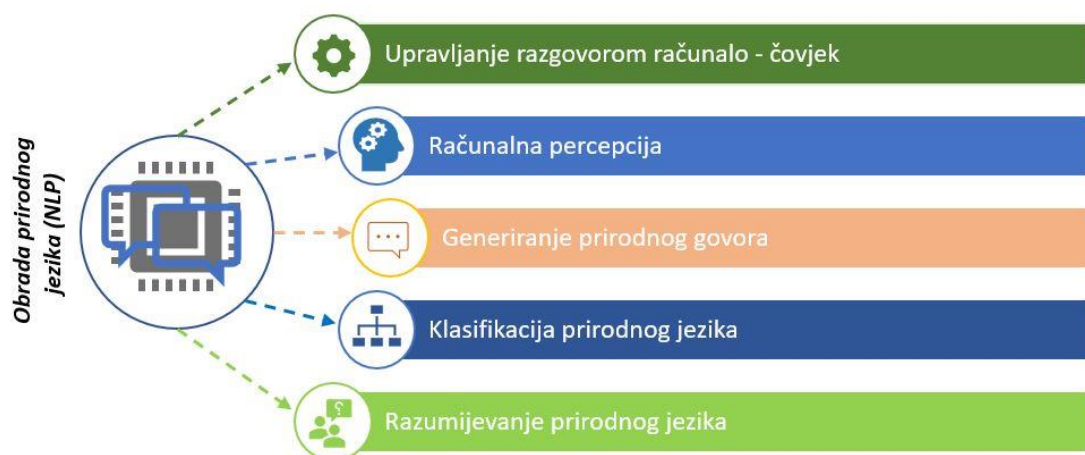 Obrada prirodnog
jezika (NLP)
Upravljanje razgovorom računalo - čovjek
Računalna percepcija
Generiranje prirodnog govora
Klasifikacija prirodnog jezika
Razumijevanje prirodnog jezika
?